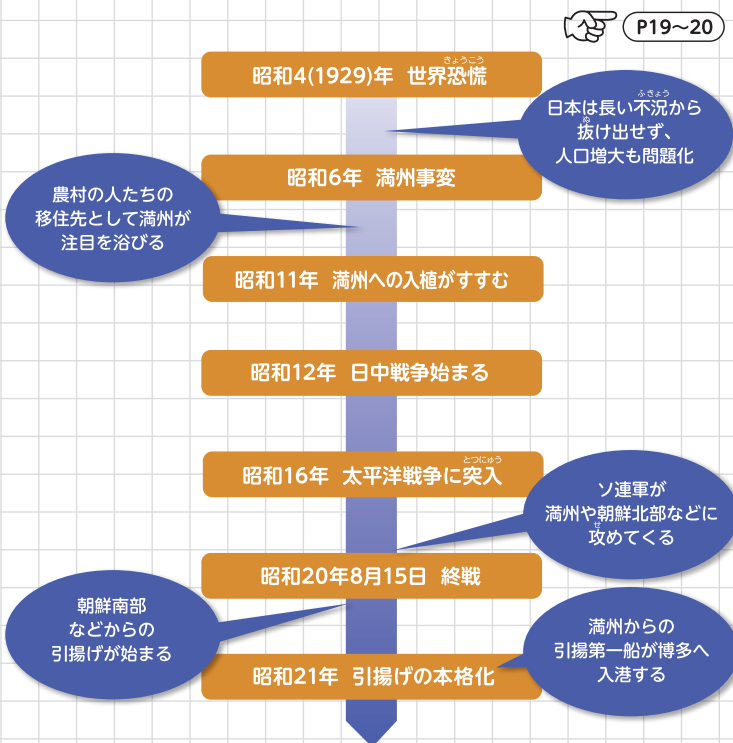 P19～20
昭和4(1929)年 世界恐慌
きょうこう
日本は長い不況から
ふきょう
抜け出せず、
ぬ
人口増大も問題化
昭和6年 満州事変
農村の人たちの
移住先として満州が
注目を浴びる
昭和11年 満州への入植がすすむ
昭和12年 日中戦争始まる
昭和16年 太平洋戦争に突入
とつにゅう
ソ連軍が
満州や朝鮮北部などに
攻めてくる
せ
昭和20年8月15日 終戦
朝鮮南部
などからの
引揚げが始まる
昭和21年 引揚げの本格化
満州からの
引揚第一船が博多へ
入港する